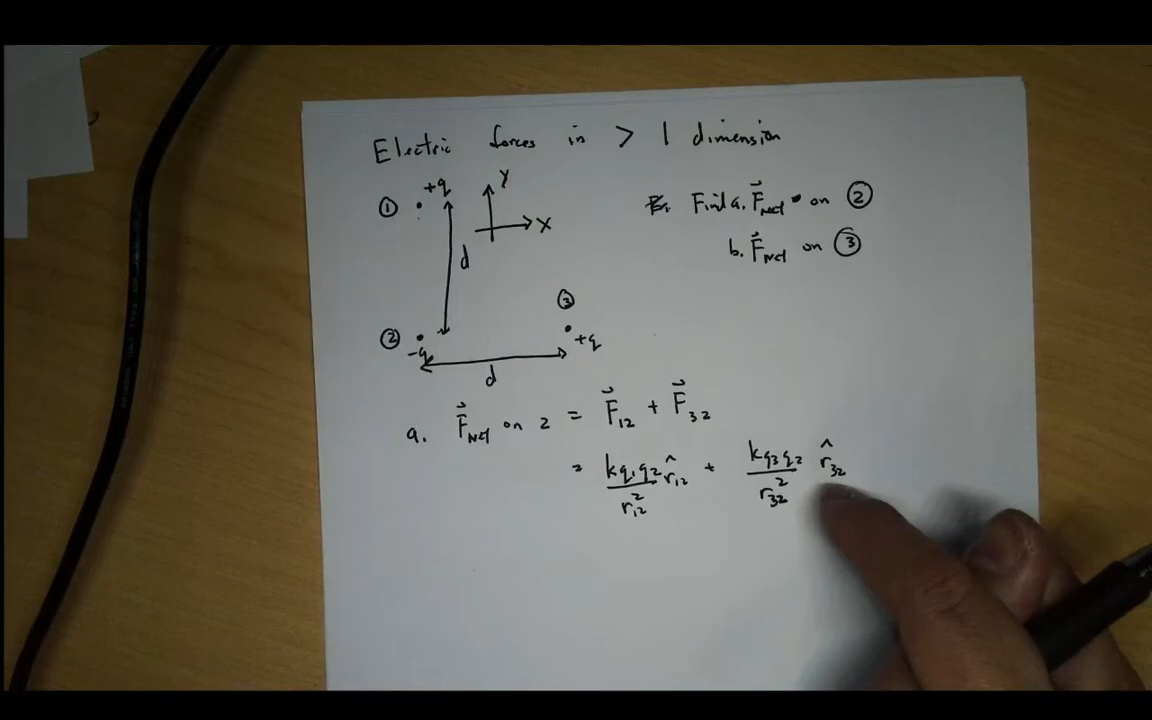 Electric forces in > 1 dimension
① +q Y X
d
Find a. F⃗Net on ②
b. F⃗Net on ③
② -q
③ +q
d
a. F⃗Net on 2 = F⃗₁₂ + F⃗₃₂
= kq₁q₂/r₁₂² r̂₁₂ + kq₃q₂/r₃₂² r̂₃₂